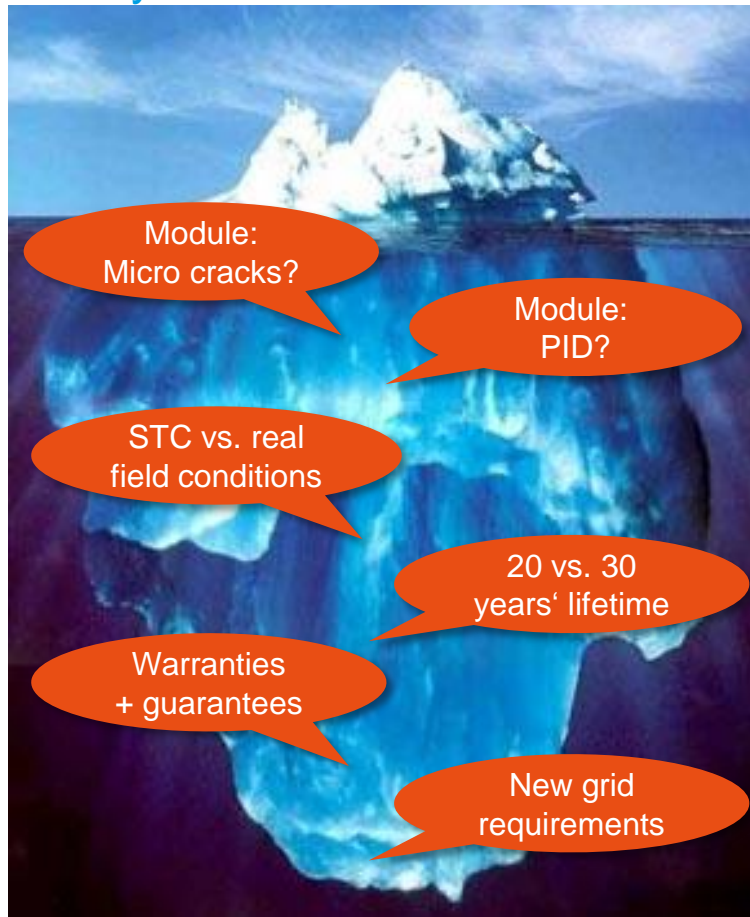 Module:
Micro cracks?
Module:
PID?
STC vs. real
field conditions
20 vs. 30
years‘ lifetime
Warranties
+ guarantees
New grid
requirements